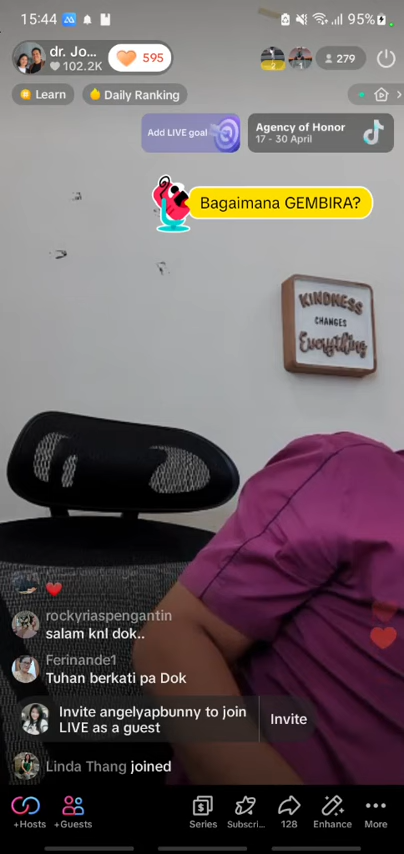 15:44
95%
dr. Jo...
102.2K
595
2
1
279
Learn
Daily Ranking
Add LIVE goal
Agency of Honor
17 - 30 April
Bagaimana GEMBIRA?
KINDNESS
CHANGES
Everything
rockyriaspengantin
salam knl dok..
Ferinande1
Tuhan berkati pa Dok
Invite angelyapbunny to join
LIVE as a guest
Invite
Linda Thang joined
+Hosts
+Guests
Series
Subscri...
128
Enhance
More